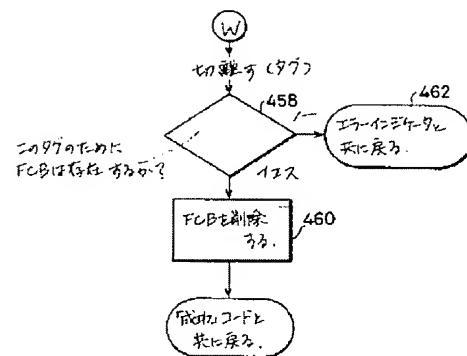 W
切離す(タグ)
458
462
エラーインジケータと
共に戻る.
このタグのために
FCBは存在するか?
イエス
FCBを削除
する.
460
「成功」コードと
共に戻る.